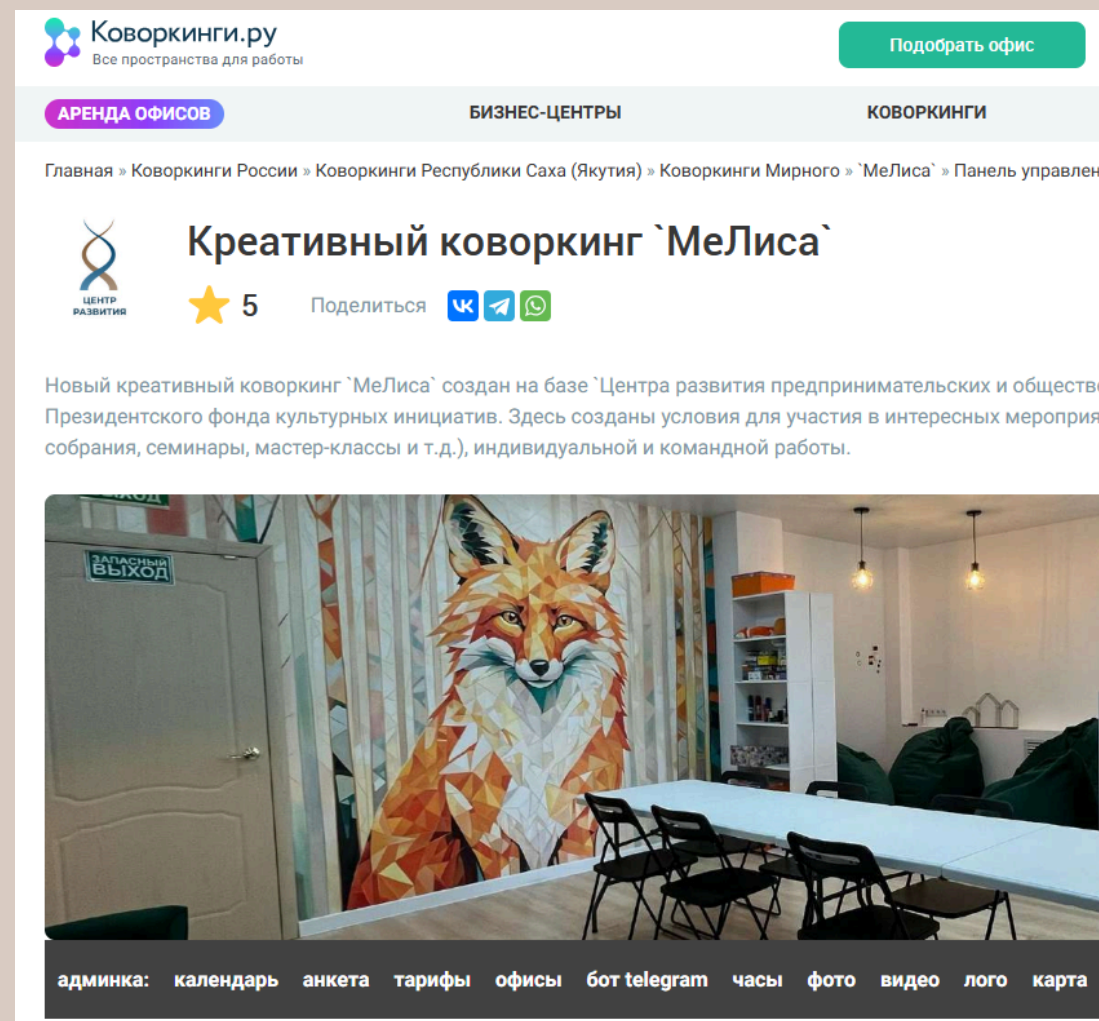 Коворкинги.ру
Все пространства для работы
Подобрать офис
АРЕНДА ОФИСОВ
БИЗНЕС-ЦЕНТРЫ
КОВОРКИНГИ
Главная » Коворкинги России » Коворкинги Республики Саха (Якутия) » Коворкинги Мирного » `МеЛиса` » Панель управлен
ЦЕНТР
РАЗВИТИЯ
Креативный коворкинг `МеЛиса`
5
Поделиться
Новый креативный коворкинг `МеЛиса` создан на базе `Центра развития предпринимательских и обществе
Президентского фонда культурных инициатив. Здесь созданы условия для участия в интересных мероприя
собрания, семинары, мастер-классы и т.д.), индивидуальной и командной работы.
ВЫХОД
ЗАПАСНЫЙ
ВЫХОД
админка: календарь анкета тарифы офисы бот telegram часы фото видео лого карта